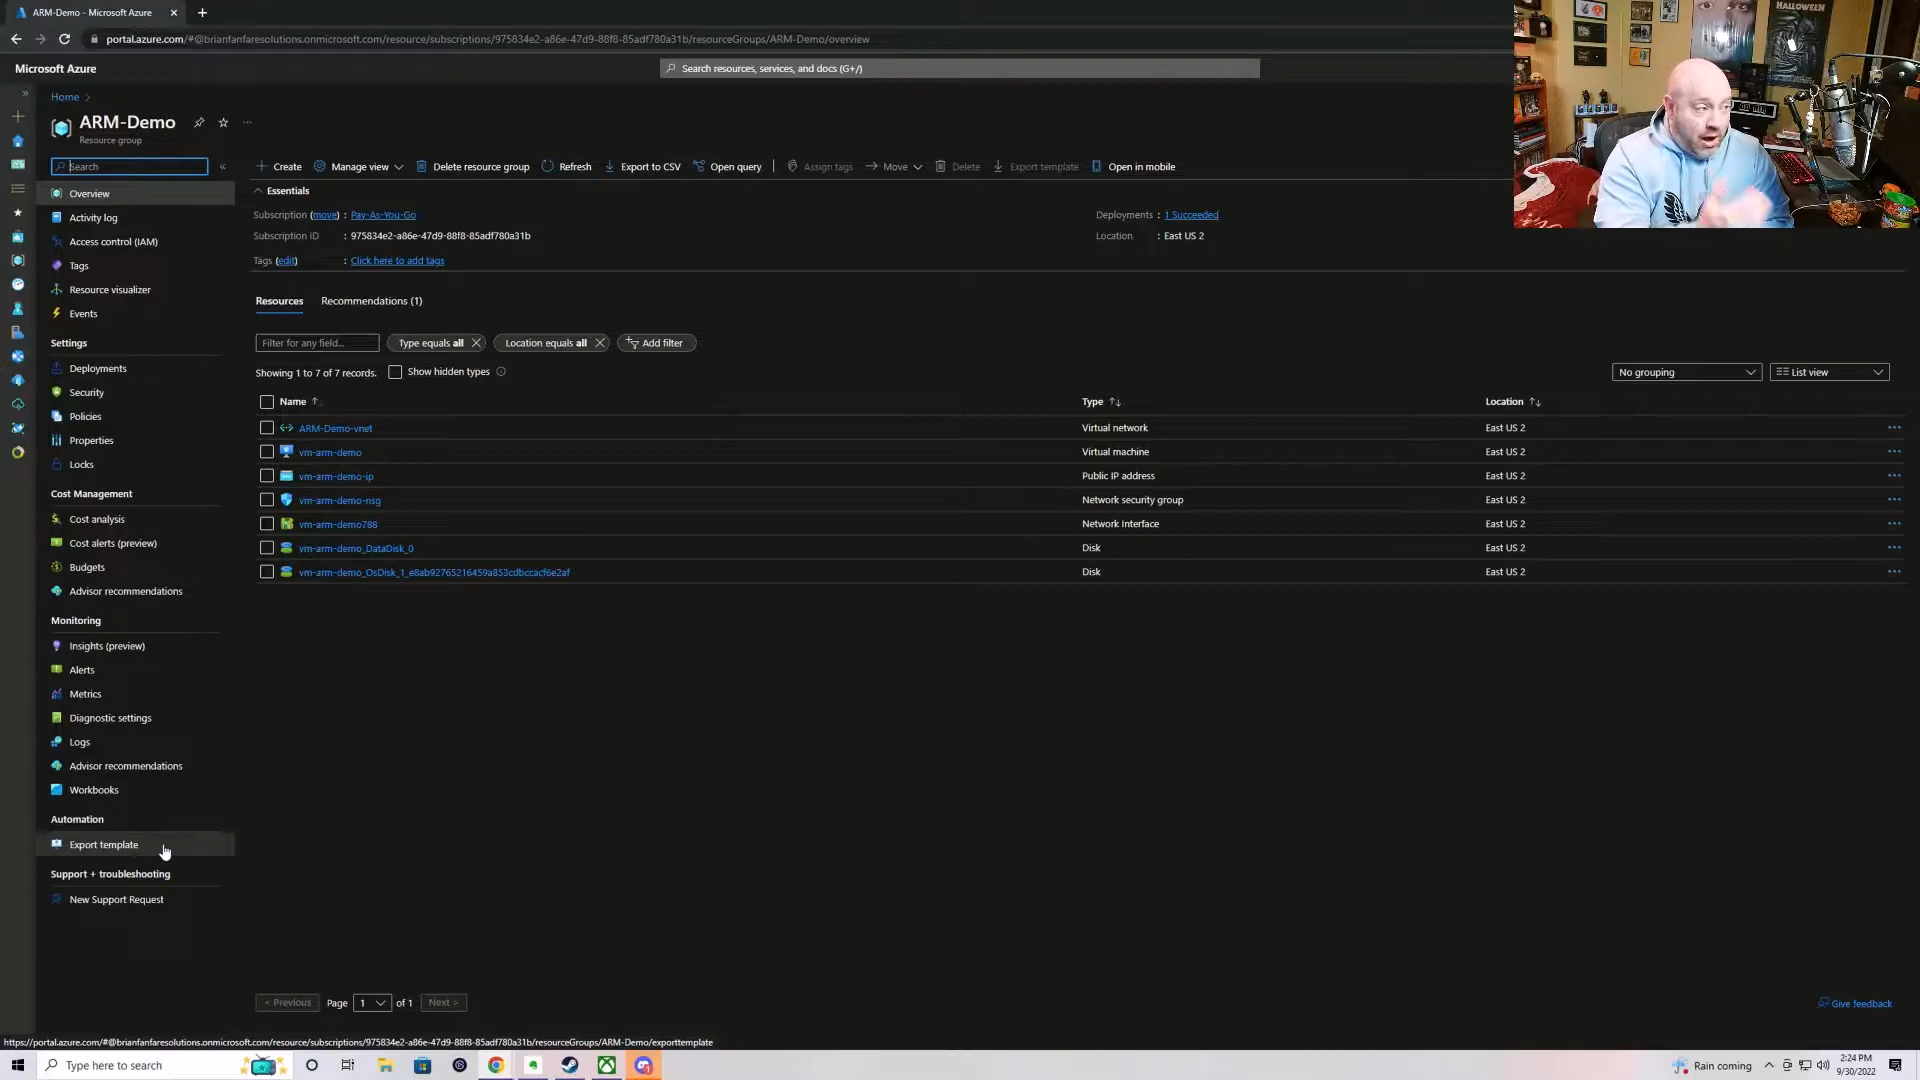 ARM-Demo - Microsoft Azure
portal.azure.com/#@brianfanfaresolutions.onmicrosoft.com/resource/subscriptions/975834e2-a86e-47d9-88f8-85adf780a31b/resourceGroups/ARM-Demo/overview
Microsoft Azure
Search resources, services, and docs (G+/)
HALLOWEEN
Home
ARM-Demo
Resource group
Search
Create Manage view Delete resource group Refresh Export to CSV Open query Assign tags Move Delete Export template Open in mobile
Essentials
Subscription (move) : Pay-As-You-Go
Deployments : 1 Succeeded
Subscription ID : 975834e2-a86e-47d9-88f8-85adf780a31b
Location : East US 2
Tags (edit) : Click here to add tags
Overview
Activity log
Access control (IAM)
Tags
Resource visualizer
Events
Settings
Deployments
Security
Policies
Properties
Locks
Cost Management
Cost analysis
Cost alerts (preview)
Budgets
Advisor recommendations
Monitoring
Insights (preview)
Alerts
Metrics
Diagnostic settings
Logs
Advisor recommendations
Workbooks
Automation
Export template
Support + troubleshooting
New Support Request
Resources Recommendations (1)
Filter for any field... Type equals all Location equals all Add filter
Showing 1 to 7 of 7 records. Show hidden types
No grouping List view
Name Type Location
ARM-Demo-vnet Virtual network East US 2
vm-arm-demo Virtual machine East US 2
vm-arm-demo-ip Public IP address East US 2
vm-arm-demo-nsg Network security group East US 2
vm-arm-demo788 Network Interface East US 2
vm-arm-demo_DataDisk_0 Disk East US 2
vm-arm-demo_OsDisk_1_e8ab92765216459a853cdbccacf6e2af Disk East US 2
< Previous Page 1 of 1 Next >
Give feedback
https://portal.azure.com/#@brianfanfaresolutions.onmicrosoft.com/resource/subscriptions/975834e2-a86e-47d9-88f8-85adf780a31b/resourceGroups/ARM-Demo/exporttemplate
Type here to search
Rain coming
2:24 PM
9/30/2022